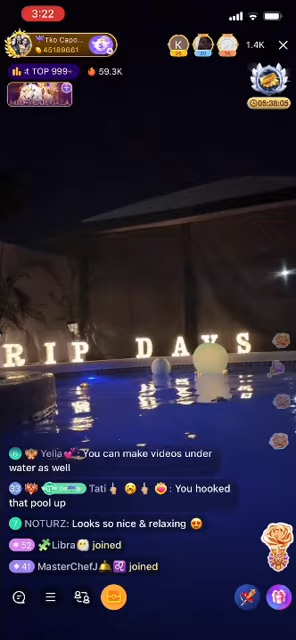 3:22
Tko Capo...
45189661
K
1.4K
TOP 999+
59.3K
05:38:05
RIP DAYS
Yella You can make videos under
water as well
33 Tati : You hooked
that pool up
NOTURZ: Looks so nice & relaxing
52 Libra joined
41 MasterChefJ joined